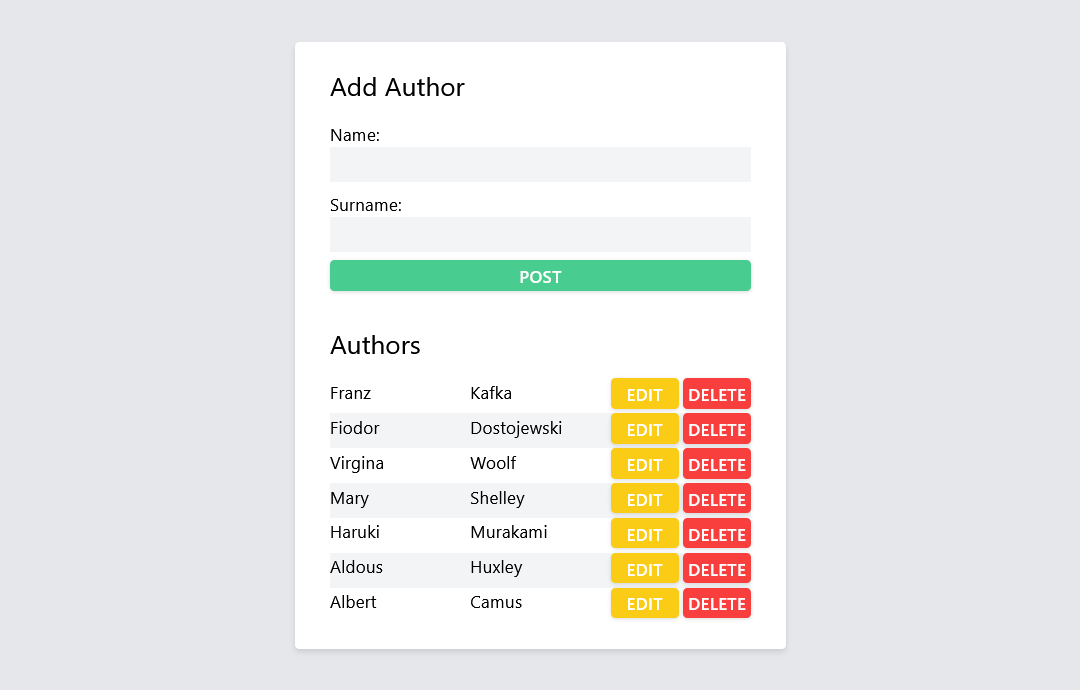 Add Author
Name:
Surname:
POST
Authors
Franz Kafka EDIT DELETE
Fiodor Dostojewski EDIT DELETE
Virgina Woolf EDIT DELETE
Mary Shelley EDIT DELETE
Haruki Murakami EDIT DELETE
Aldous Huxley EDIT DELETE
Albert Camus EDIT DELETE